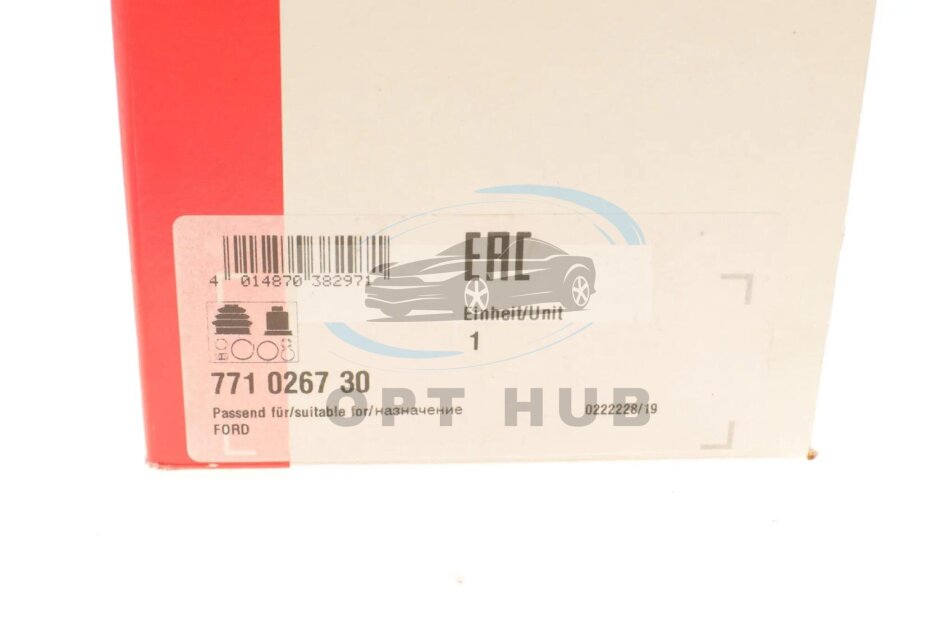 EAC
4 014870 382971
Einheit/Unit
1
771 0267 30
OPT HUB
Passend für/suitable for/назначение
0222228/19
FORD